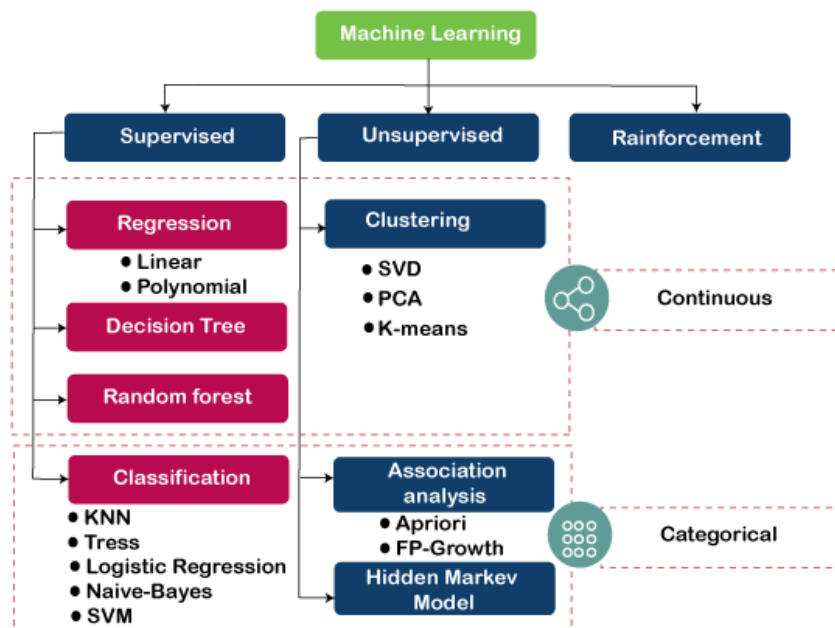 Machine Learning
Supervised
Unsupervised
Rainforcement
Regression
● Linear
● Polynomial
Decision Tree
Random forest
Clustering
● SVD
● PCA
● K-means
Continuous
Classification
● KNN
● Tress
● Logistic Regression
● Naive-Bayes
● SVM
Association
analysis
● Apriori
● FP-Growth
Hidden Markev
Model
Categorical